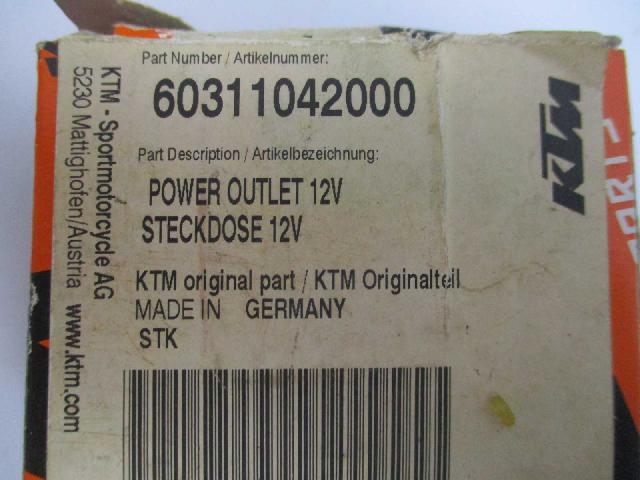 Part Number / Artikelnummer:
60311042000
Part Description / Artikelbezeichnung:
POWER OUTLET 12V
STECKDOSE 12V
KTM original part / KTM Originalteil
MADE IN GERMANY
STK
KTM - Sportmotorcycle AG
5230 Mattighofen/Austria www.ktm.com
KTM